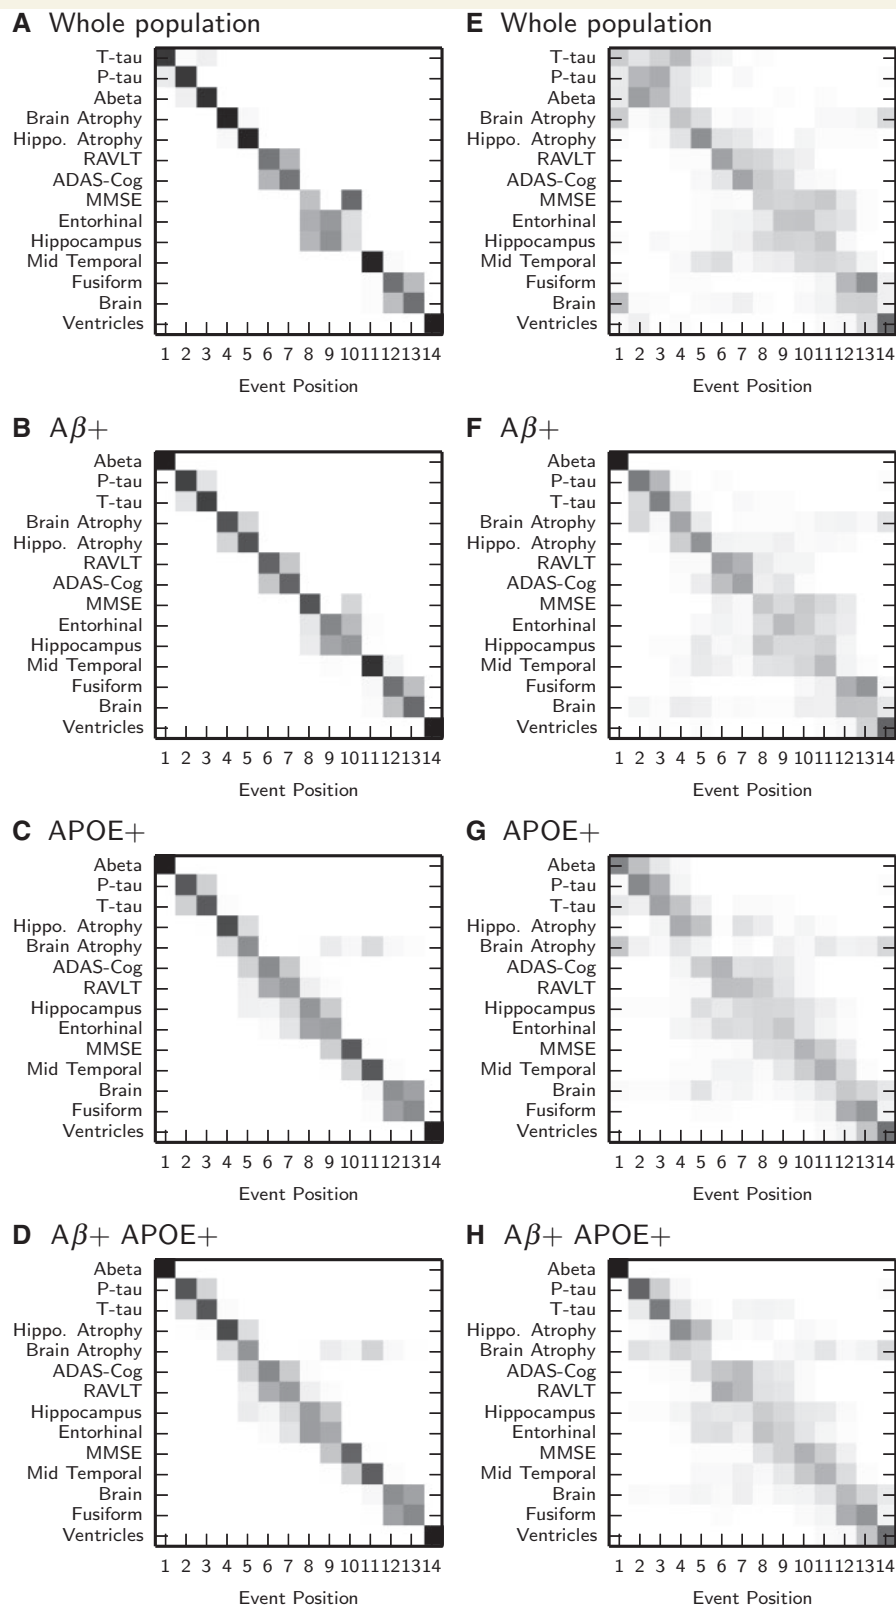 A Whole population
T-tau
P-tau
Abeta
Brain Atrophy
Hippo. Atrophy
RAVLT
ADAS-Cog
MMSE
Entorhinal
Hippocampus
Mid Temporal
Fusiform
Brain
Ventricles
1 2 3 4 5 6 7 8 9 10 11 12 13 14
Event Position
E Whole population
T-tau
P-tau
Abeta
Brain Atrophy
Hippo. Atrophy
RAVLT
ADAS-Cog
MMSE
Entorhinal
Hippocampus
Mid Temporal
Fusiform
Brain
Ventricles
1 2 3 4 5 6 7 8 9 10 11 12 13 14
Event Position
B Aβ+
Abeta
P-tau
T-tau
Brain Atrophy
Hippo. Atrophy
RAVLT
ADAS-Cog
MMSE
Entorhinal
Hippocampus
Mid Temporal
Fusiform
Brain
Ventricles
1 2 3 4 5 6 7 8 9 10 11 12 13 14
Event Position
F Aβ+
Abeta
P-tau
T-tau
Brain Atrophy
Hippo. Atrophy
RAVLT
ADAS-Cog
MMSE
Entorhinal
Hippocampus
Mid Temporal
Fusiform
Brain
Ventricles
1 2 3 4 5 6 7 8 9 10 11 12 13 14
Event Position
C APOE+
Abeta
P-tau
T-tau
Hippo. Atrophy
Brain Atrophy
ADAS-Cog
RAVLT
Hippocampus
Entorhinal
MMSE
Mid Temporal
Brain
Fusiform
Ventricles
1 2 3 4 5 6 7 8 9 10 11 12 13 14
Event Position
G APOE+
Abeta
P-tau
T-tau
Hippo. Atrophy
Brain Atrophy
ADAS-Cog
RAVLT
Hippocampus
Entorhinal
MMSE
Mid Temporal
Brain
Fusiform
Ventricles
1 2 3 4 5 6 7 8 9 10 11 12 13 14
Event Position
D Aβ+ APOE+
Abeta
P-tau
T-tau
Hippo. Atrophy
Brain Atrophy
ADAS-Cog
RAVLT
Hippocampus
Entorhinal
MMSE
Mid Temporal
Brain
Fusiform
Ventricles
1 2 3 4 5 6 7 8 9 10 11 12 13 14
Event Position
H Aβ+ APOE+
Abeta
P-tau
T-tau
Hippo. Atrophy
Brain Atrophy
ADAS-Cog
RAVLT
Hippocampus
Entorhinal
MMSE
Mid Temporal
Brain
Fusiform
Ventricles
1 2 3 4 5 6 7 8 9 10 11 12 13 14
Event Position